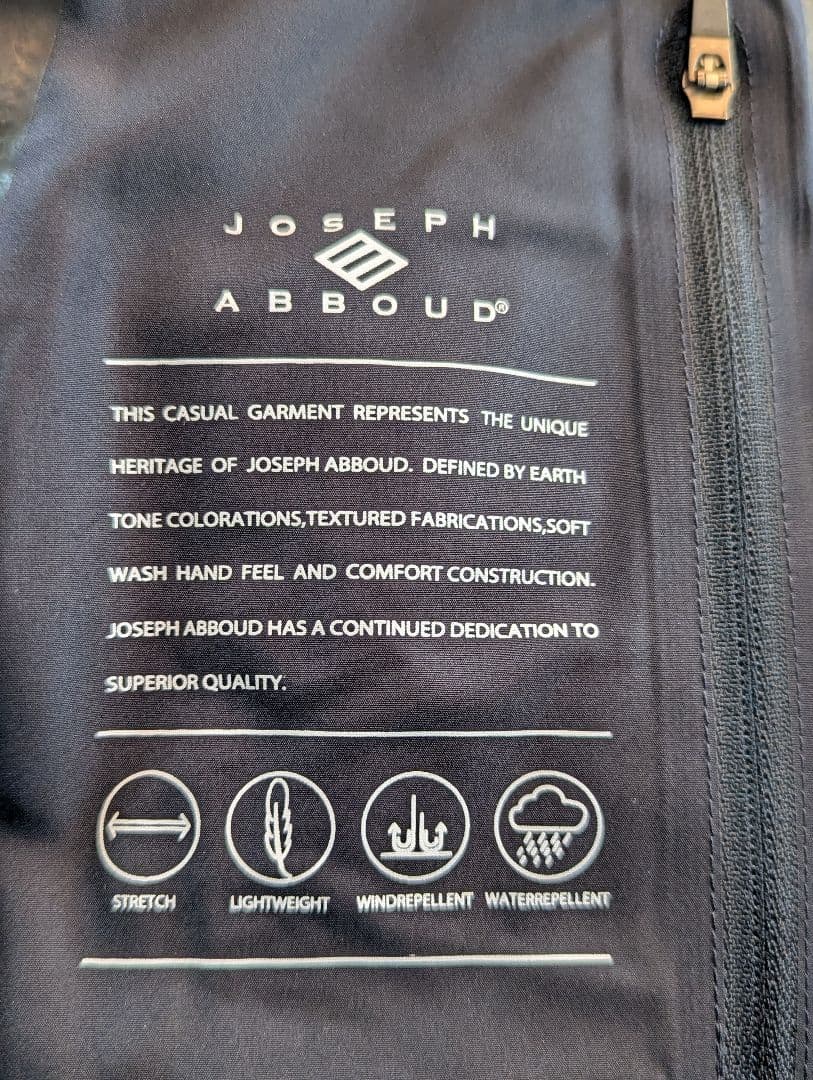 JOSEPH
ABBOUD®
THIS CASUAL GARMENT REPRESENTS THE UNIQUE
HERITAGE OF JOSEPH ABBOUD. DEFINED BY EARTH
TONE COLORATIONS,TEXTURED FABRICATIONS,SOFT
WASH HAND FEEL AND COMFORT CONSTRUCTION.
JOSEPH ABBOUD HAS A CONTINUED DEDICATION TO
SUPERIOR QUALITY.
STRETCH LIGHTWEIGHT WINDREPELLENT WATERREPELLENT